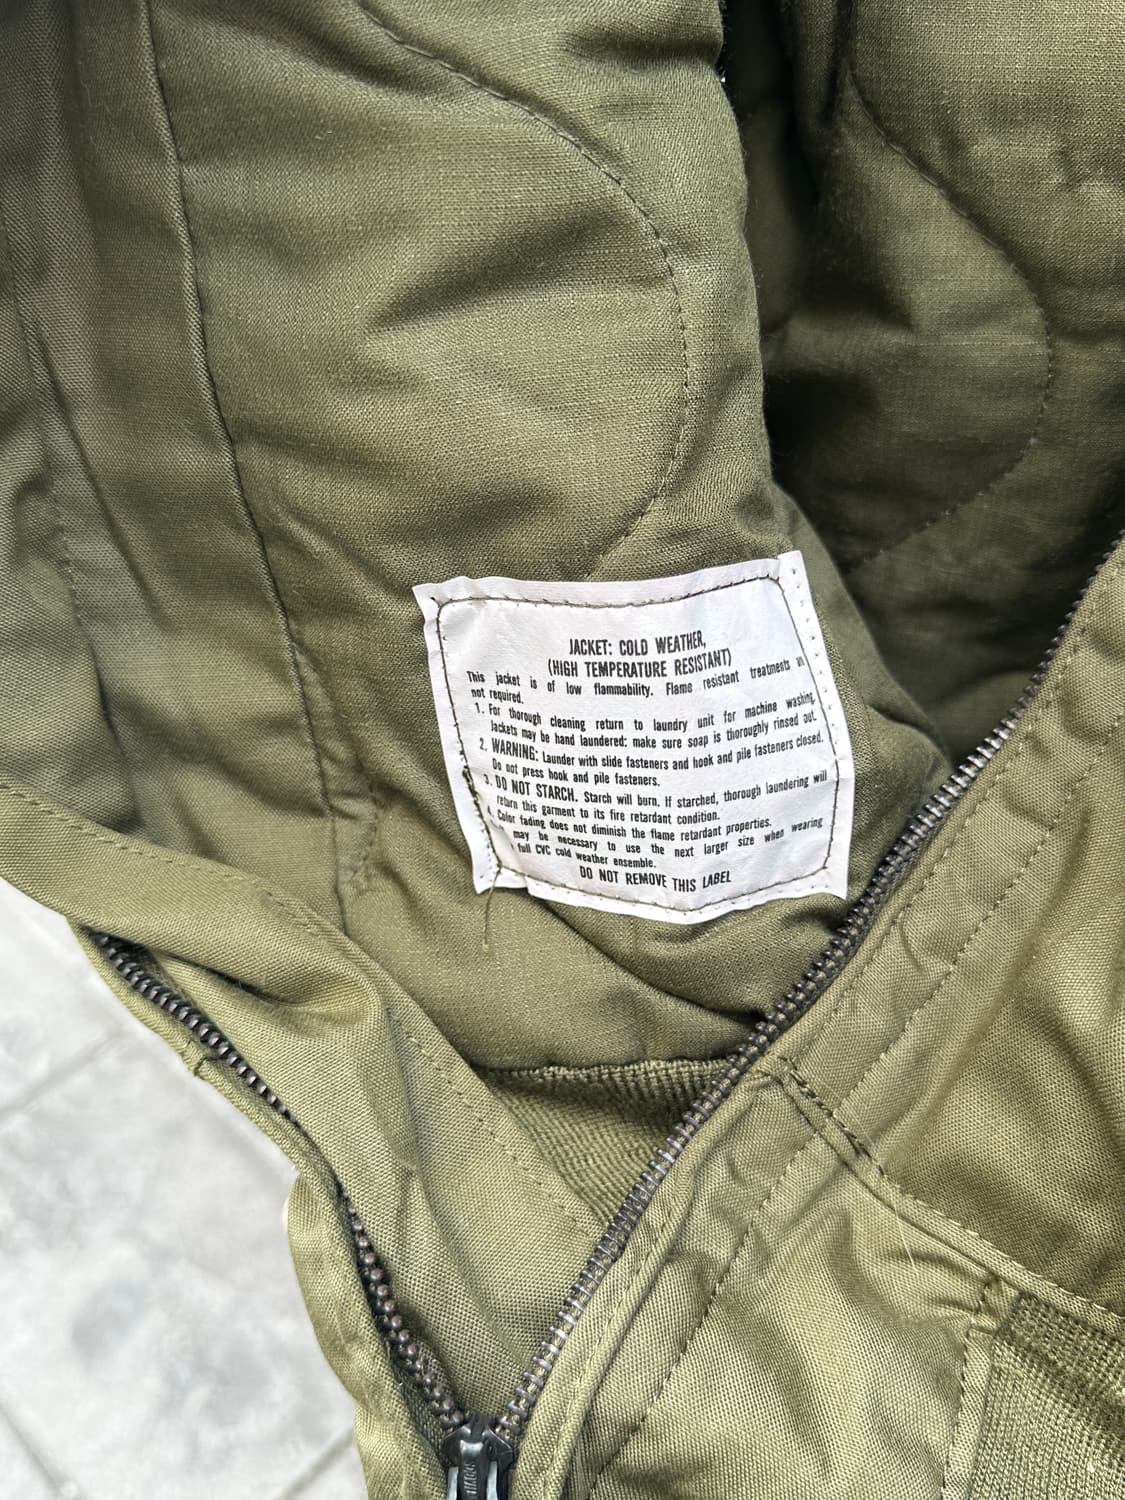 JACKET: COLD WEATHER,
(HIGH TEMPERATURE RESISTANT)
This jacket is of low flammability. Flame resistant treatments in
not required.
1. For thorough cleaning return to laundry unit for machine washing.
Jackets may be hand laundered: make sure soap is thoroughly rinsed out.
2. WARNING: Launder with slide fasteners and hook and pile fasteners closed.
Do not press hook and pile fasteners.
3. DO NOT STARCH. Starch will burn. If starched, thorough laundering will
return this garment to its fire retardant condition.
4. Color fading does not diminish the flame retardant properties.
may be necessary to use the next larger size when wearing
full CVC cold weather ensemble.
DO NOT REMOVE THIS LABEL